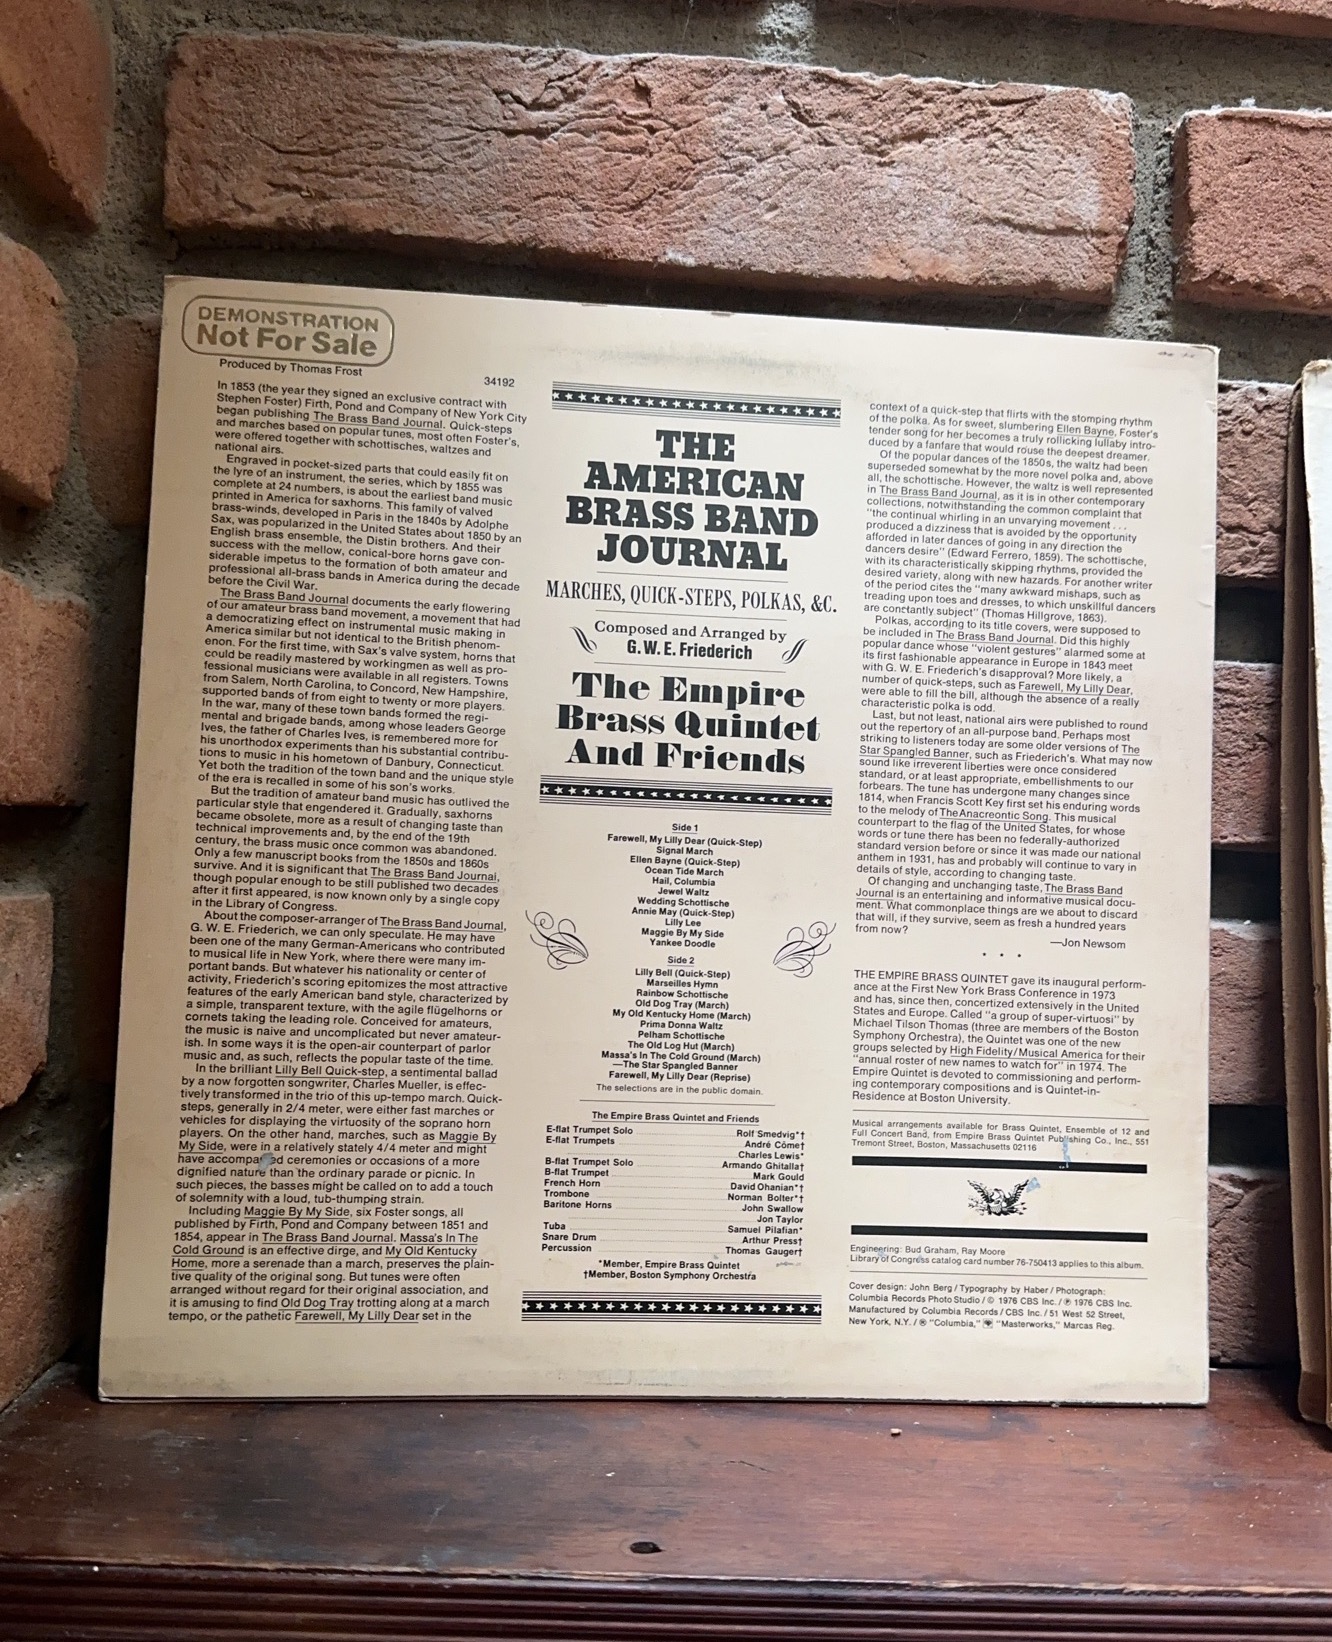 DEMONSTRATION
Not For Sale
Produced by Thomas Frost
34192
In 1853 (the year they signed an exclusive contract with
Stephen Foster) Firth, Pond and Company of New York City
began publishing The Brass Band Journal. Quick-steps
and marches based on popular tunes, most often Foster's,
were offered together with schottisches, waltzes and
national airs.
Engraved in pocket-sized parts that could easily fit on
the lyre of an instrument, the series, which by 1855 was
complete at 24 numbers, is about the earliest band music
printed in America for saxhorns. This family of valved
brass-winds, developed in Paris in the 1840s by Adolphe
Sax, was popularized in the United States about 1850 by an
English brass ensemble, the Distin brothers. And their
success with the mellow, conical-bore horns gave con-
siderable impetus to the formation of both amateur and
professional all-brass bands in America during the decade
before the Civil War.
The Brass Band Journal documents the early flowering
of our amateur brass band movement, a movement that had
a democratizing effect on instrumental music making in
America similar but not identical to the British phenom-
enon. For the first time, with Sax's valve system, horns that
could be readily mastered by workingmen as well as pro-
fessional musicians were available in all registers. Towns
from Salem, North Carolina, to Concord, New Hampshire,
supported bands of from eight to twenty or more players.
In the war, many of these town bands formed the regi-
mental and brigade bands, among whose leaders George
Ives, the father of Charles Ives, is remembered more for
his unorthodox experiments than his substantial contribu-
tions to music in his hometown of Danbury, Connecticut.
Yet both the tradition of the town band and the unique style
of the era is recalled in some of his son's works.
But the tradition of amateur band music has outlived the
particular style that engendered it. Gradually, saxhorns
became obsolete, more as a result of changing taste than
technical improvements and, by the end of the 19th
century, the brass music once common was abandoned.
Only a few manuscript books from the 1850s and 1860s
survive. And it is significant that The Brass Band Journal,
though popular enough to be still published two decades
after it first appeared, is now known only by a single copy
in the Library of Congress.
About the composer-arranger of The Brass Band Journal,
G. W. E. Friederich, we can only speculate. He may have
been one of the many German-Americans who contributed
to musical life in New York, where there were many im-
portant bands. But whatever his nationality or center of
activity, Friederich's scoring epitomizes the most attractive
features of the early American band style, characterized by
a simple, transparent texture, with the agile flügelhorns or
cornets taking the leading role. Conceived for amateurs,
the music is naive and uncomplicated but never amateur-
ish. In some ways it is the open-air counterpart of parlor
music and, as such, reflects the popular taste of the time.
In the brilliant Lilly Bell Quick-step, a sentimental ballad
by a now forgotten songwriter, Charles Mueller, is effec-
tively transformed in the trio of this up-tempo march. Quick-
steps, generally in 2/4 meter, were either fast marches or
vehicles for displaying the virtuosity of the soprano horn
players. On the other hand, marches, such as Maggie By
My Side, were in a relatively stately 4/4 meter and might
have accompa d ceremonies or occasions of a more
dignified nature than the ordinary parade or picnic. In
such pieces, the basses might be called on to add a touch
of solemnity with a loud, tub-thumping strain.
Including Maggie By My Side, six Foster songs, all
published by Firth, Pond and Company between 1851 and
1854, appear in The Brass Band Journal. Massa's In The
Cold Ground is an effective dirge, and My Old Kentucky
Home, more a serenade than a march, preserves the plain-
tive quality of the original song. But tunes were often
arranged without regard for their original association, and
it is amusing to find Old Dog Tray trotting along at a march
tempo, or the pathetic Farewell, My Lilly Dear set in the
THE
AMERICAN
BRASS BAND
JOURNAL
MARCHES, QUICK-STEPS, POLKAS, &C.
Composed and Arranged by
G. W. E. Friederich
The Empire
Brass Quintet
And Friends
Side 1
Farewell, My Lilly Dear (Quick-Step)
Signal March
Ellen Bayne (Quick-Step)
Ocean Tide March
Hail, Columbia
Jewel Waltz
Wedding Schottische
Annie May (Quick-Step)
Lilly Lee
Maggie By My Side
Yankee Doodle
Side 2
Lilly Bell (Quick-Step)
Marseilles Hymn
Rainbow Schottische
Old Dog Tray (March)
My Old Kentucky Home (March)
Prima Donna Waltz
Pelham Schottische
The Old Log Hut (March)
Massa's In The Cold Ground (March)
—The Star Spangled Banner
Farewell, My Lilly Dear (Reprise)
The selections are in the public domain.
The Empire Brass Quintet and Friends
E-flat Trumpet Solo Rolf Smedvig*†
E-flat Trumpets André Côme†
Charles Lewis*
B-flat Trumpet Solo Armando Ghitalla†
B-flat Trumpet Mark Gould
French Horn David Ohanian*†
Trombone Norman Bolter*†
Baritone Horns John Swallow
Jon Taylor
Tuba Samuel Pilafian*
Snare Drum Arthur Press†
Percussion Thomas Gauger†
*Member, Empire Brass Quintet
†Member, Boston Symphony Orchestra
context of a quick-step that flirts with the stomping rhythm
of the polka. As for sweet, slumbering Ellen Bayne, Foster's
tender song for her becomes a truly rollicking lullaby intro-
duced by a fanfare that would rouse the deepest dreamer.
Of the popular dances of the 1850s, the waltz had been
superseded somewhat by the more novel polka and, above
all, the schottische. However, the waltz is well represented
in The Brass Band Journal, as it is in other contemporary
collections, notwithstanding the common complaint that
"the continual whirling in an unvarying movement . . .
produced a dizziness that is avoided by the opportunity
afforded in later dances of going in any direction the
dancers desire" (Edward Ferrero, 1859). The schottische,
with its characteristically skipping rhythms, provided the
desired variety, along with new hazards. For another writer
of the period cites the "many awkward mishaps, such as
treading upon toes and dresses, to which unskillful dancers
are constantly subject" (Thomas Hillgrove, 1863).
Polkas, according to its title covers, were supposed to
be included in The Brass Band Journal. Did this highly
popular dance whose "violent gestures" alarmed some at
its first fashionable appearance in Europe in 1843 meet
with G. W. E. Friederich's disapproval? More likely, a
number of quick-steps, such as Farewell, My Lilly Dear,
were able to fill the bill, although the absence of a really
characteristic polka is odd.
Last, but not least, national airs were published to round
out the repertory of an all-purpose band. Perhaps most
striking to listeners today are some older versions of The
Star Spangled Banner, such as Friederich's. What may now
sound like irreverent liberties were once considered
standard, or at least appropriate, embellishments to our
forbears. The tune has undergone many changes since
1814, when Francis Scott Key first set his enduring words
to the melody of The Anacreontic Song. This musical
counterpart to the flag of the United States, for whose
words or tune there has been no federally-authorized
standard version before or since it was made our national
anthem in 1931, has and probably will continue to vary in
details of style, according to changing taste.
Of changing and unchanging taste, The Brass Band
Journal is an entertaining and informative musical docu-
ment. What commonplace things are we about to discard
that will, if they survive, seem as fresh a hundred years
from now?
—Jon Newsom
• • •
THE EMPIRE BRASS QUINTET gave its inaugural perform-
ance at the First New York Brass Conference in 1973
and has, since then, concertized extensively in the United
States and Europe. Called "a group of super-virtuosi" by
Michael Tilson Thomas (three are members of the Boston
Symphony Orchestra), the Quintet was one of the new
groups selected by High Fidelity/Musical America for their
"annual roster of new names to watch for" in 1974. The
Empire Quintet is devoted to commissioning and perform-
ing contemporary compositions and is Quintet-in-
Residence at Boston University.
Musical arrangements available for Brass Quintet, Ensemble of 12 and
Full Concert Band, from Empire Brass Quintet Publishing Co., Inc., 551
Tremont Street, Boston, Massachusetts 02116
Engineering: Bud Graham, Ray Moore
Library of Congress catalog card number 76-750413 applies to this album.
Cover design: John Berg / Typography by Haber / Photograph:
Columbia Records Photo Studio / © 1976 CBS Inc. / ℗ 1976 CBS Inc.
Manufactured by Columbia Records / CBS Inc. / 51 West 52 Street,
New York, N.Y. / ® "Columbia," "Masterworks," Marcas Reg.